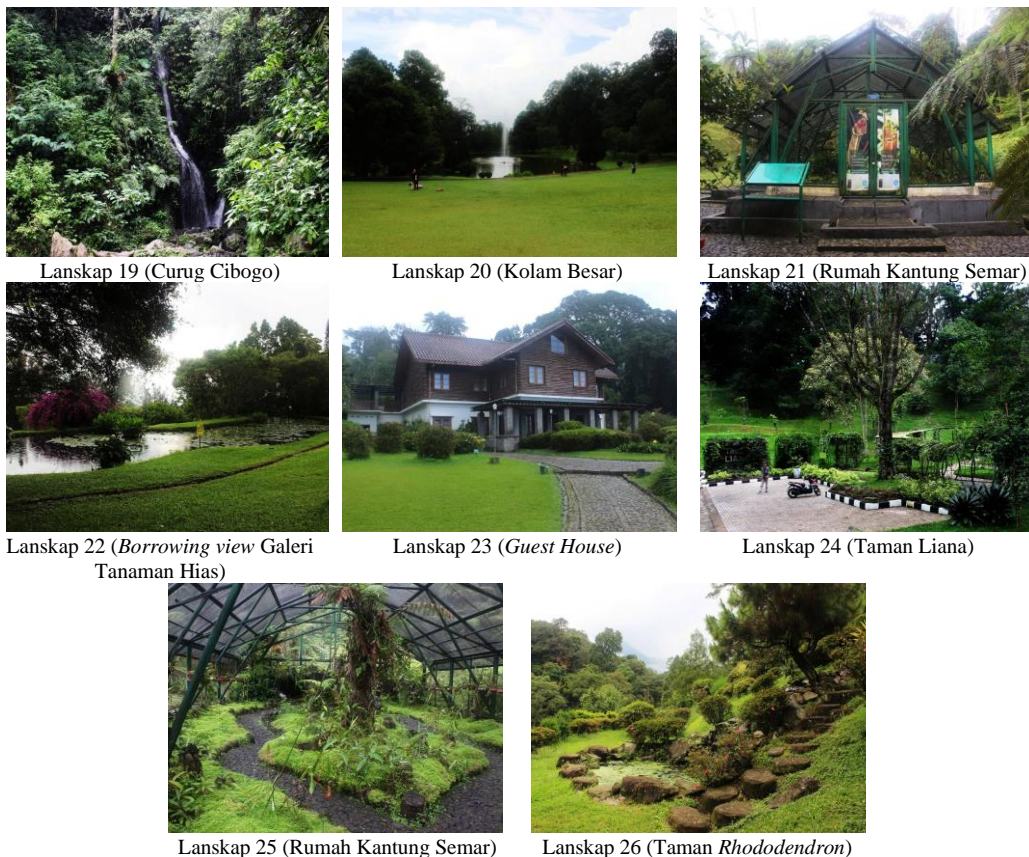 Lanskap 19 (Curug Cibogo)
Lanskap 20 (Kolam Besar)
Lanskap 21 (Rumah Kantung Semar)
Lanskap 22 (Borrowing view Galeri
Tanaman Hias)
Lanskap 23 (Guest House)
Lanskap 24 (Taman Liana)
Lanskap 25 (Rumah Kantung Semar)
Lanskap 26 (Taman Rhododendron)